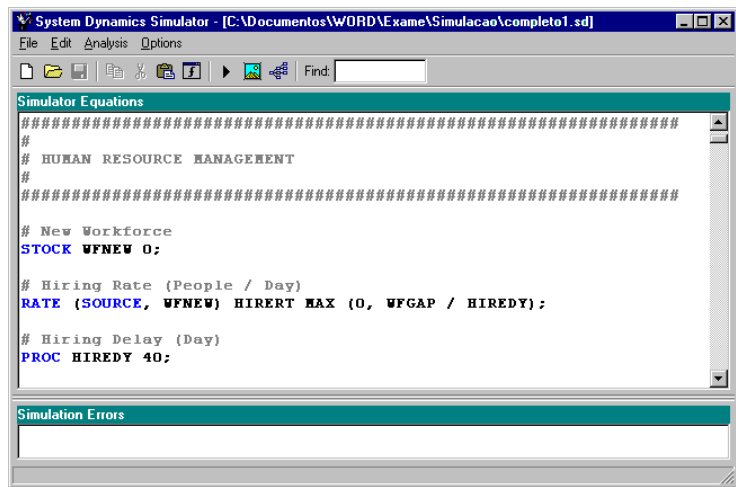 System Dynamics Simulator - [C:\Documentos\WORD\Exame\Simulacao\completo1.sd]
File Edit Analysis Options
Find:
Simulator Equations
#################################################################
#
# HUMAN RESOURCE MANAGEMENT
#
#################################################################
# New Workforce
STOCK WFNEW 0;
# Hiring Rate (People / Day)
RATE (SOURCE, WFNEW) HIRERT MAX (0, WFGAP / HIREDY);
# Hiring Delay (Day)
PROC HIREDY 40;
Simulation Errors